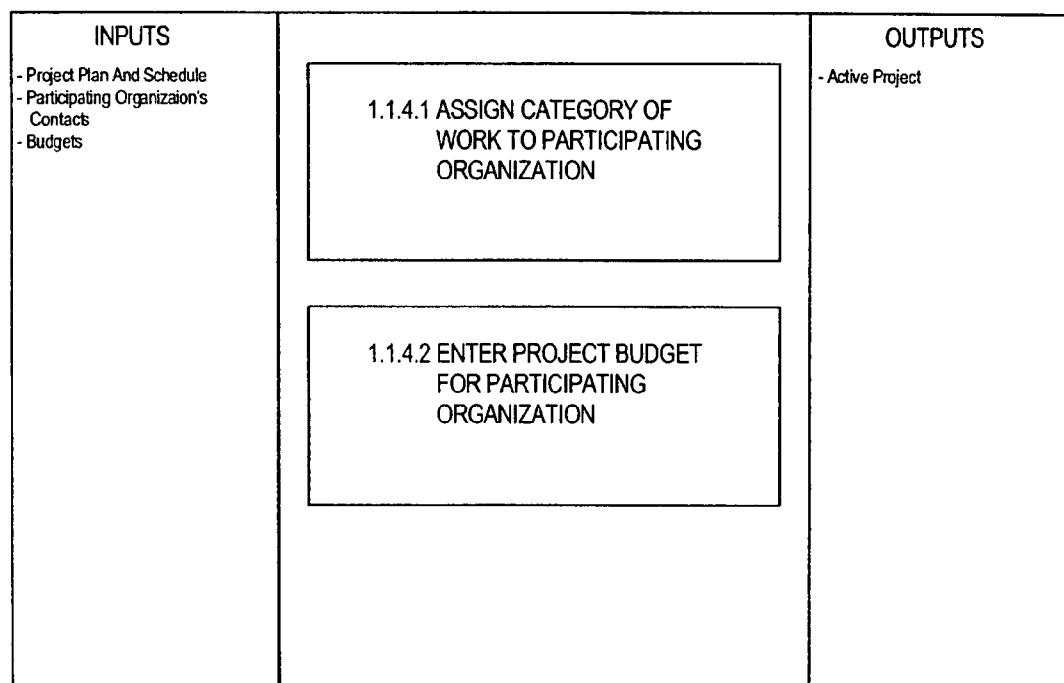 INPUTS
- Project Plan And Schedule
- Participating Organizaion's
Contacts
- Budgets
1.1.4.1 ASSIGN CATEGORY OF
WORK TO PARTICIPATING
ORGANIZATION
1.1.4.2 ENTER PROJECT BUDGET
FOR PARTICIPATING
ORGANIZATION
OUTPUTS
- Active Project